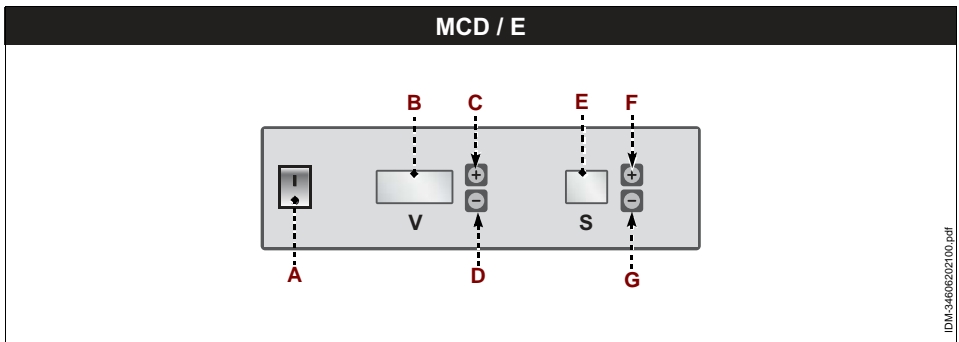 MCD / E
B C E F
I
+ +
- -
V S
A D G
IDM-34606202100.pdf